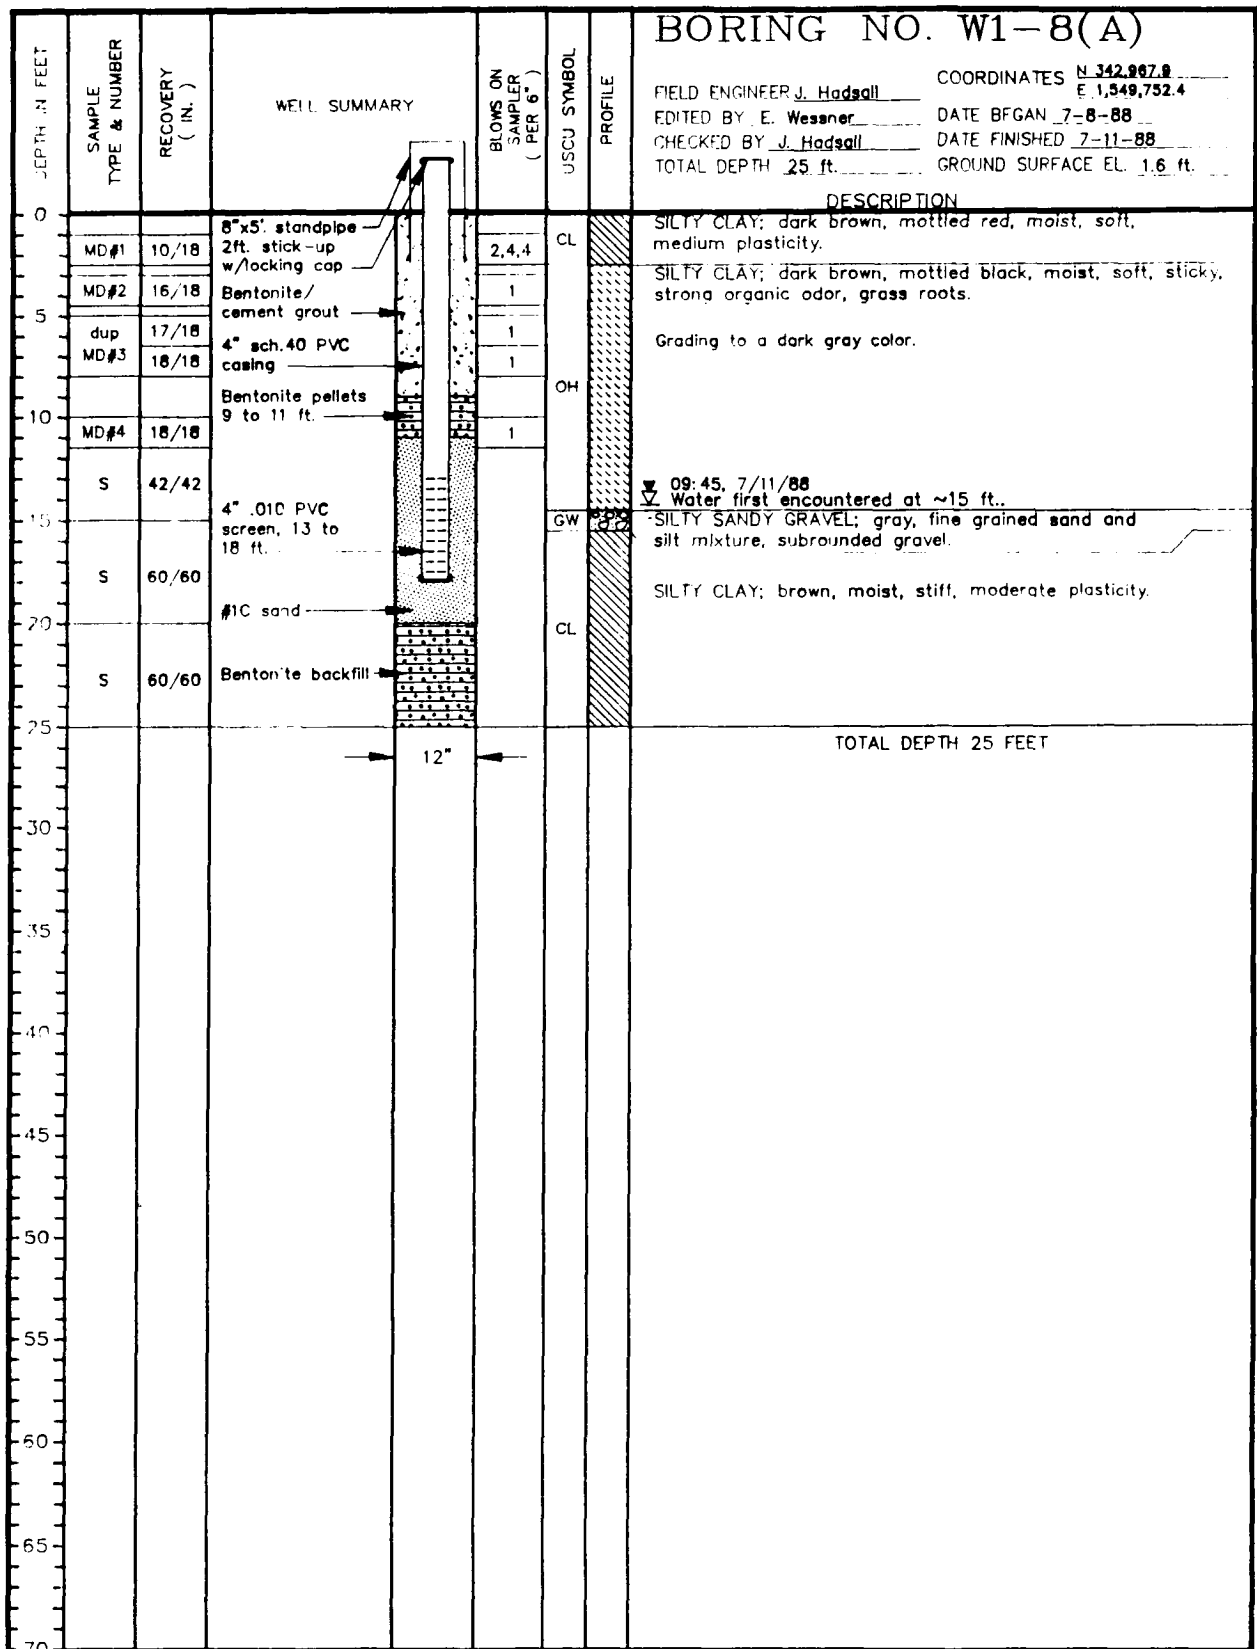 BORING NO. W1-8(A)
FIELD ENGINEER J. Hadsall
EDITED BY E. Wessner
CHECKED BY J. Hadsall
TOTAL DEPTH 25 ft.
COORDINATES N 342,967.9
E 1,549,752.4
DATE BEGAN 7-8-88
DATE FINISHED 7-11-88
GROUND SURFACE EL. 1.6 ft.
DEPTH IN FEET
SAMPLE
TYPE & NUMBER
RECOVERY
( IN. )
WELL SUMMARY
BLOWS ON
SAMPLER
( PER 6" )
USCU SYMBOL
PROFILE
DESCRIPTION
0
5
10
15
20
25
30
35
40
45
50
55
60
65
70
MD#1 10/18
MD#2 16/18
dup 17/18
MD#3 18/18
MD#4 18/18
S 42/42
S 60/60
S 60/60
8"x5'. standpipe
2ft. stick-up
w/locking cap
Bentonite/
cement grout
4" sch.40 PVC
casing
Bentonite pellets
9 to 11 ft.
4" .010 PVC
screen, 13 to
18 ft.
#1C sand
Bentonite backfill
12"
2,4,4
1
1
1
1
CL
OH
GW
CL
SILTY CLAY; dark brown, mottled red, moist, soft,
medium plasticity.
SILTY CLAY; dark brown, mottled black, moist, soft, sticky,
strong organic odor, grass roots.
Grading to a dark gray color.
09:45, 7/11/88
Water first encountered at ~15 ft..
SILTY SANDY GRAVEL; gray, fine grained sand and
silt mixture, subrounded gravel.
SILTY CLAY; brown, moist, stiff, moderate plasticity.
TOTAL DEPTH 25 FEET